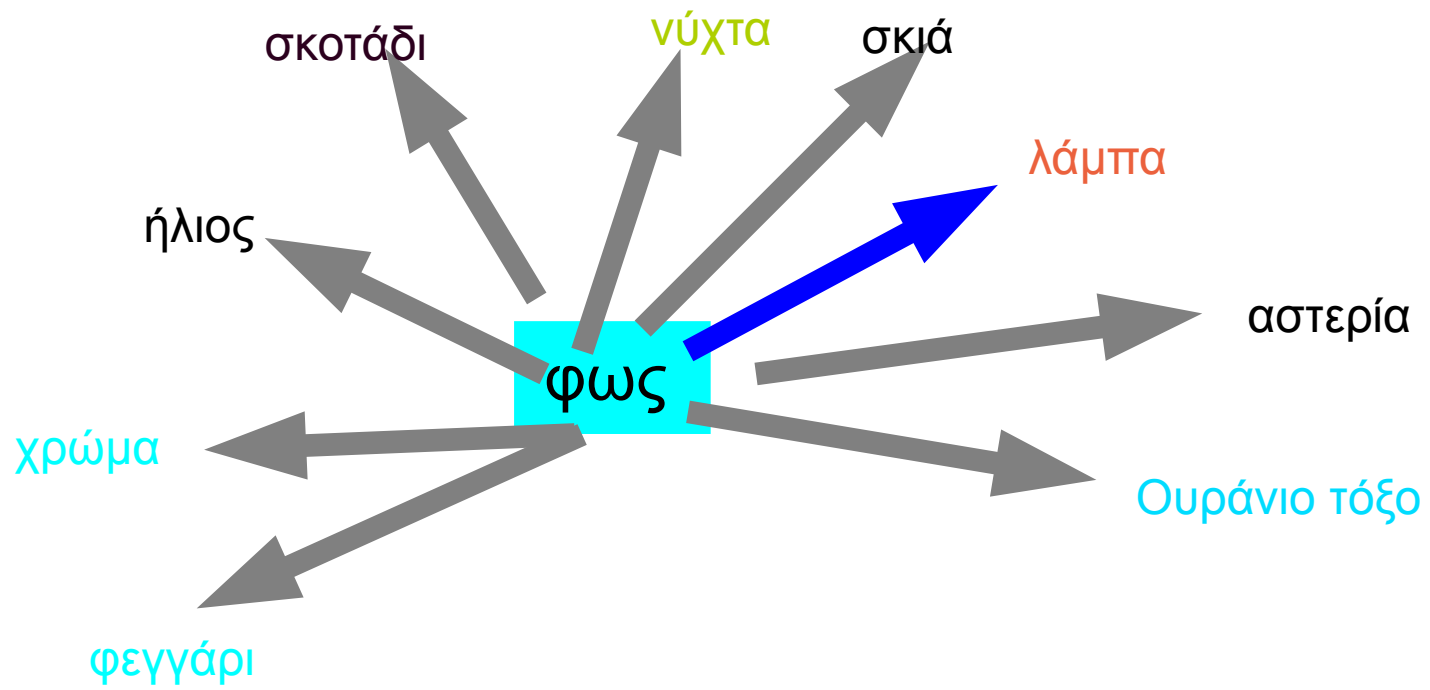 σκοτάδι
νύχτα
σκιά
λάμπα
ήλιος
αστερία
φως
χρώμα
Ουράνιο τόξο
φεγγάρι